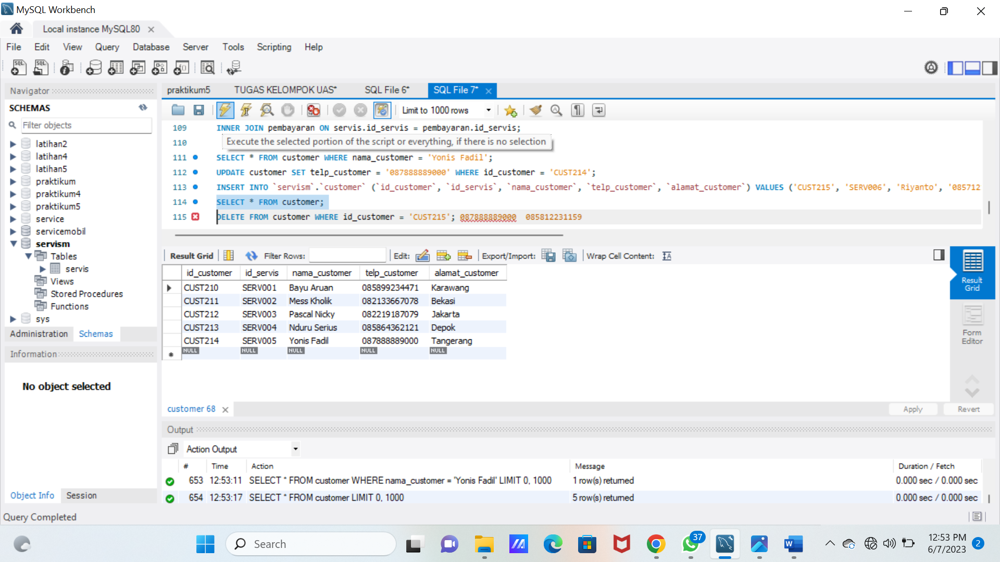 MySQL Workbench
Local instance MySQL80
File Edit View Query Database Server Tools Scripting Help
Navigator
SCHEMAS
Filter objects
latihan2
latihan4
latihan5
praktikum
praktikum4
praktikum5
service
servicemobil
servism
Tables
servis
Views
Stored Procedures
Functions
sys
Administration Schemas
Information
No object selected
Object Info Session
praktikum5 TUGAS KELOMPOK UAS* SQL File 6* SQL File 7*
Limit to 1000 rows
109 INNER JOIN pembayaran ON servis.id_servis = pembayaran.id_servis;
110
Execute the selected portion of the script or everything, if there is no selection
111 SELECT * FROM customer WHERE nama_customer = 'Yonis Fadil';
112 UPDATE customer SET telp_customer = '087888889000' WHERE id_customer = 'CUST214';
113 INSERT INTO `servism`.`customer` (`id_customer`, `id_servis`, `nama_customer`, `telp_customer`, `alamat_customer`) VALUES ('CUST215', 'SERV006', 'Riyanto', '085712
114 SELECT * FROM customer;
115 DELETE FROM customer WHERE id_customer = 'CUST215'; 087888889000 085812231159
Result Grid Filter Rows: Edit: Export/Import: Wrap Cell Content:
id_customer id_servis nama_customer telp_customer alamat_customer
CUST210 SERV001 Bayu Aruan 085899234471 Karawang
CUST211 SERV002 Mess Kholik 082133667078 Bekasi
CUST212 SERV003 Pascal Nicky 082219187079 Jakarta
CUST213 SERV004 Nduru Serius 085864362121 Depok
CUST214 SERV005 Yonis Fadil 087888889000 Tangerang
NULL NULL NULL NULL NULL
Result
Grid
Form
Editor
customer 68
Apply Revert
Output
Action Output
# Time Action Message Duration / Fetch
653 12:53:11 SELECT * FROM customer WHERE nama_customer = 'Yonis Fadil' LIMIT 0, 1000 1 row(s) returned 0.000 sec / 0.000 sec
654 12:53:17 SELECT * FROM customer LIMIT 0, 1000 5 row(s) returned 0.000 sec / 0.000 sec
Query Completed
Search
37
12:53 PM
6/7/2023
2